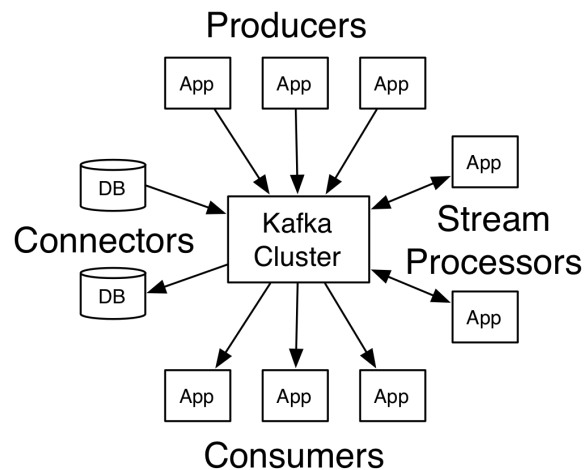 Producers
App
App
App
App
DB
Kafka
Cluster
Stream
Processors
Connectors
DB
App
App
App
App
Consumers